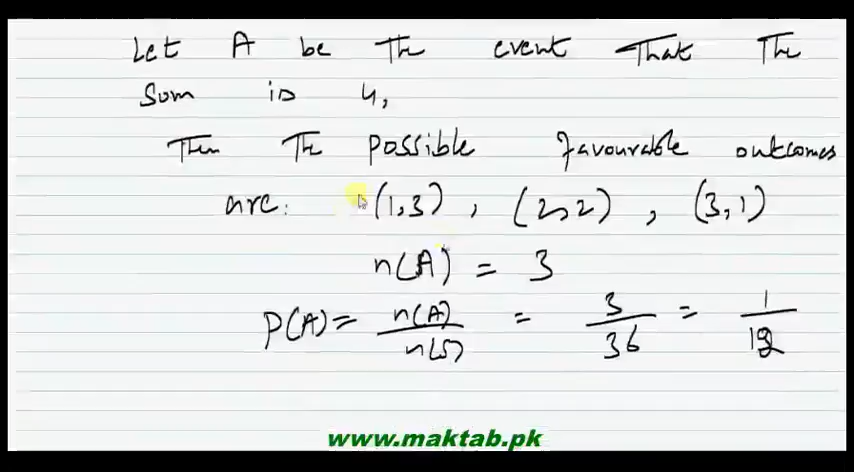 Let A be The event That The
Sum is 4,
Then The possible favourable outcomes
are: (1,3) , (2,2) , (3,1)
n(A) = 3
P(A) = n(A)/n(S) = 3/36 = 1/12
www.maktab.pk